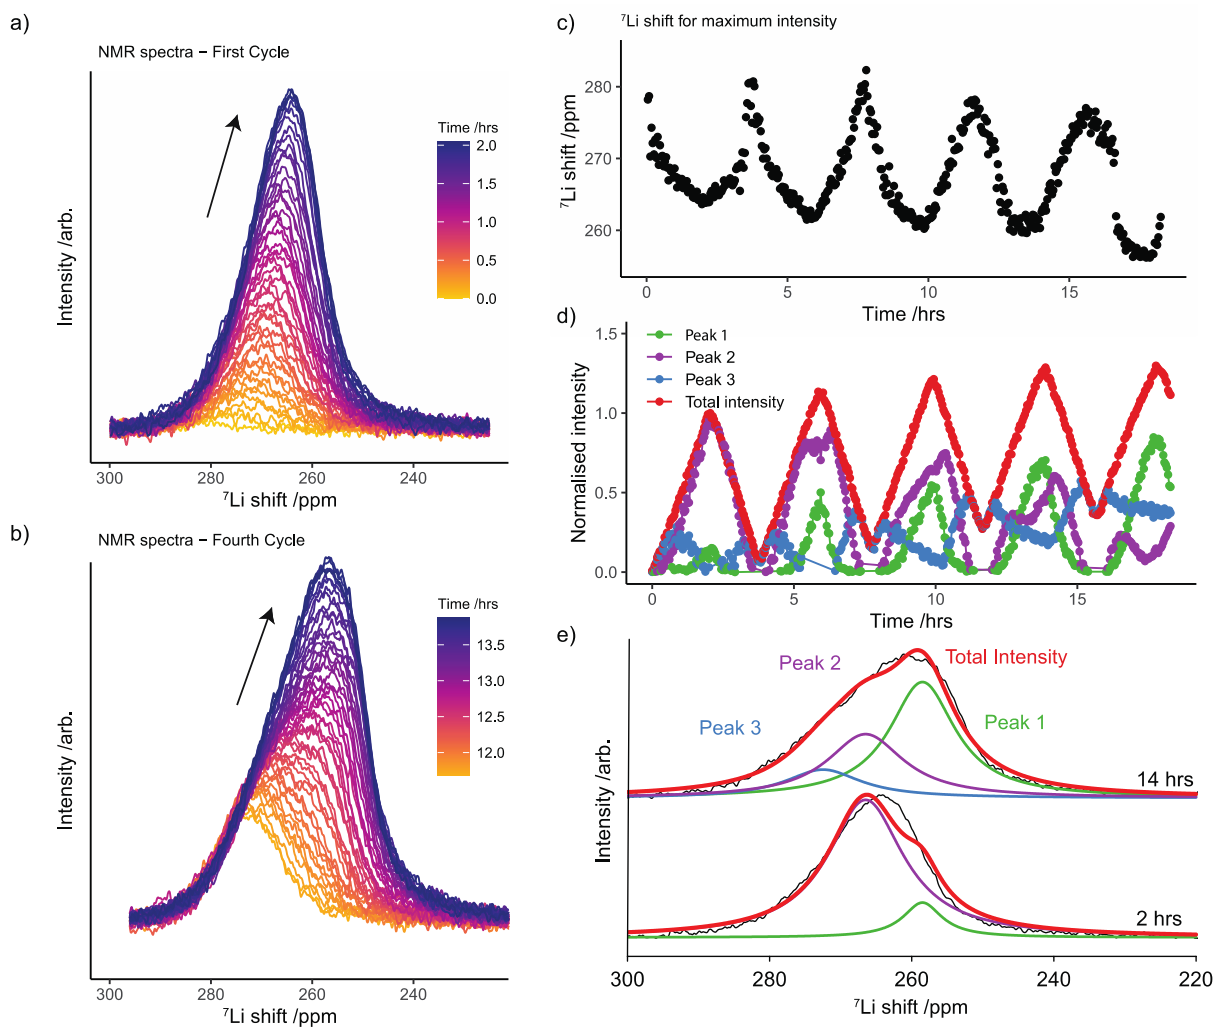 a)
NMR spectra – First Cycle
Intensity /arb.
Time /hrs
2.0
1.5
1.0
0.5
0.0
300
280
260
240
⁷Li shift /ppm
b)
NMR spectra – Fourth Cycle
Intensity /arb.
Time /hrs
13.5
13.0
12.5
12.0
300
280
260
240
⁷Li shift /ppm
c)
⁷Li shift for maximum intensity
⁷Li shift /ppm
280
270
260
0
5
10
15
Time /hrs
d)
Normalised intensity
1.5
1.0
0.5
0.0
Peak 1
Peak 2
Peak 3
Total intensity
0
5
10
15
Time /hrs
e)
Intensity /arb.
Peak 2
Total Intensity
Peak 3
Peak 1
14 hrs
2 hrs
300
280
260
240
220
⁷Li shift /ppm